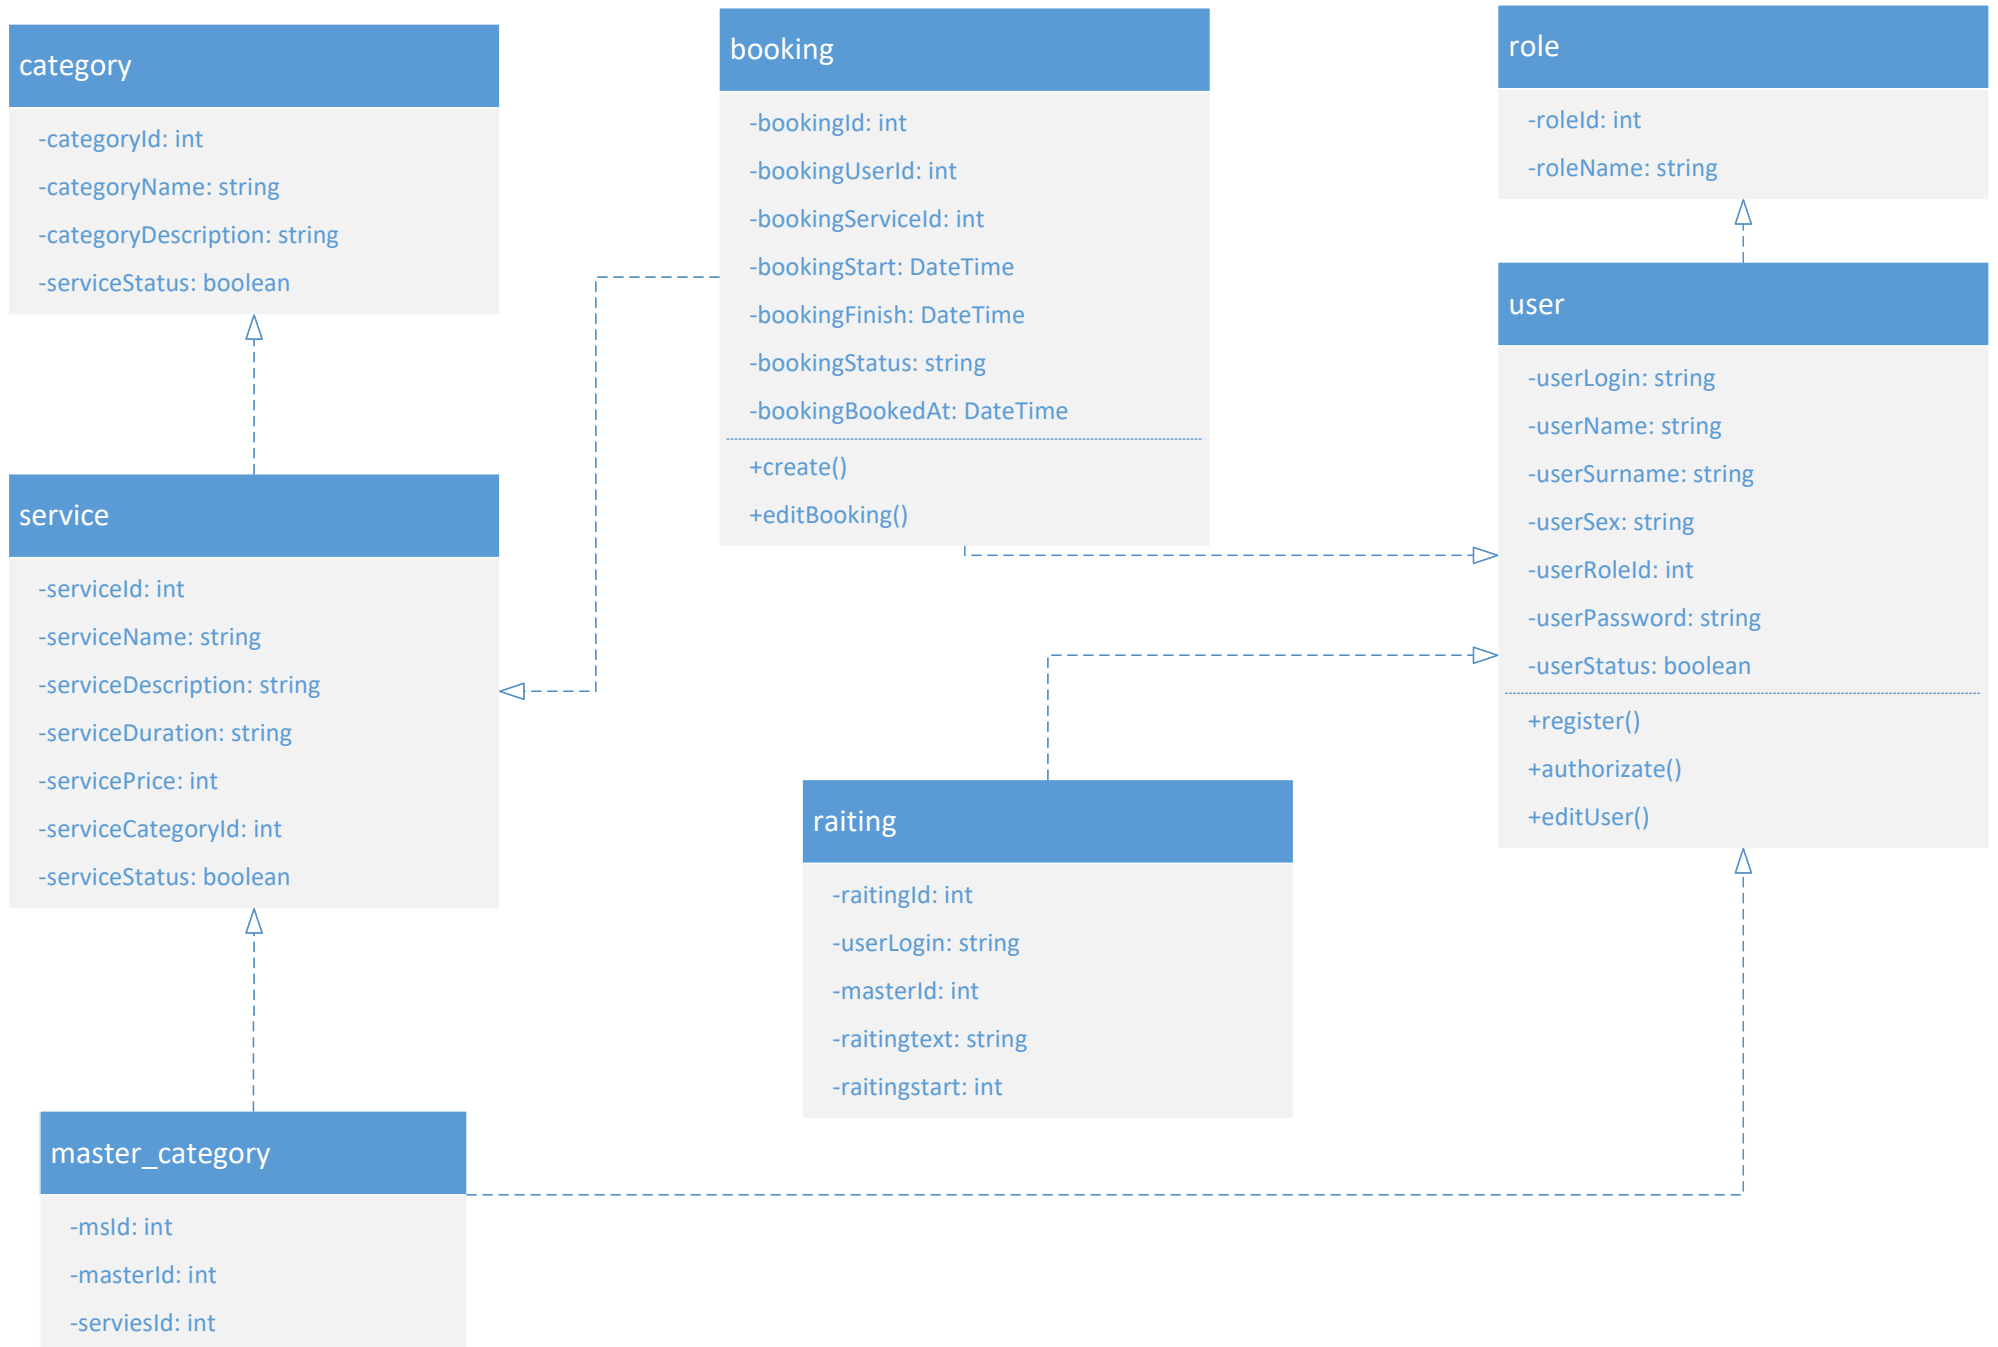 category
-categoryId: int
-categoryName: string
-categoryDescription: string
-serviceStatus: boolean
service
-serviceId: int
-serviceName: string
-serviceDescription: string
-serviceDuration: string
-servicePrice: int
-serviceCategoryId: int
-serviceStatus: boolean
master_category
-msId: int
-masterId: int
-serviesId: int
booking
-bookingId: int
-bookingUserId: int
-bookingServiceId: int
-bookingStart: DateTime
-bookingFinish: DateTime
-bookingStatus: string
-bookingBookedAt: DateTime
+create()
+editBooking()
raiting
-raitingId: int
-userLogin: string
-masterId: int
-raitingtext: string
-raitingstart: int
role
-roleId: int
-roleName: string
user
-userLogin: string
-userName: string
-userSurname: string
-userSex: string
-userRoleId: int
-userPassword: string
-userStatus: boolean
+register()
+authorizate()
+editUser()